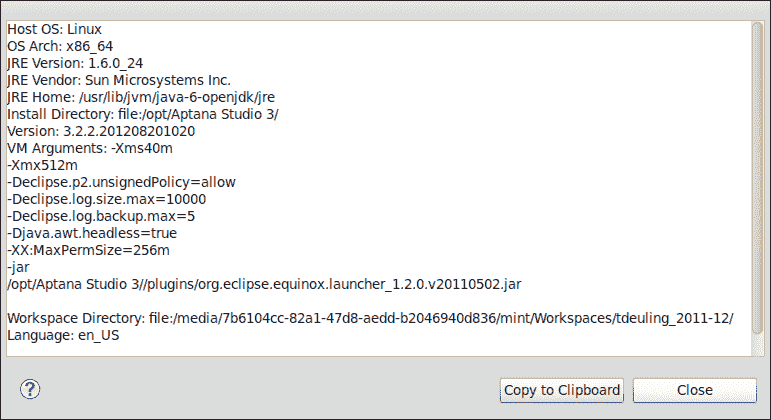 Host OS: Linux
OS Arch: x86_64
JRE Version: 1.6.0_24
JRE Vendor: Sun Microsystems Inc.
JRE Home: /usr/lib/jvm/java-6-openjdk/jre
Install Directory: file:/opt/Aptana Studio 3/
Version: 3.2.2.201208201020
VM Arguments: -Xms40m
-Xmx512m
-Declipse.p2.unsignedPolicy=allow
-Declipse.log.size.max=10000
-Declipse.log.backup.max=5
-Djava.awt.headless=true
-XX:MaxPermSize=256m
-jar
/opt/Aptana Studio 3//plugins/org.eclipse.equinox.launcher_1.2.0.v20110502.jar
Workspace Directory: file:/media/7b6104cc-82a1-47d8-aedd-b2046940d836/mint/Workspaces/tdeuling_2011-12/
Language: en_US
?
Copy to Clipboard
Close